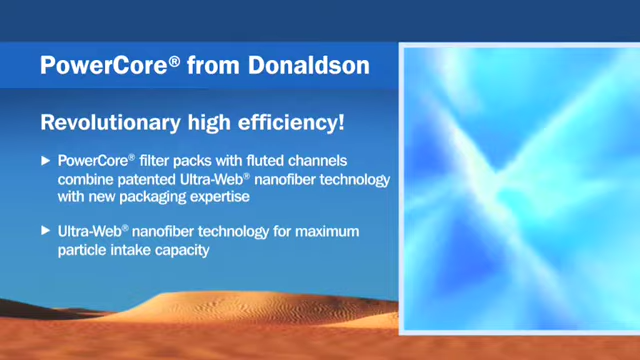 PowerCore® from Donaldson
Revolutionary high efficiency!
► PowerCore® filter packs with fluted channels
combine patented Ultra-Web® nanofiber technology
with new packaging expertise
► Ultra-Web® nanofiber technology for maximum
particle intake capacity